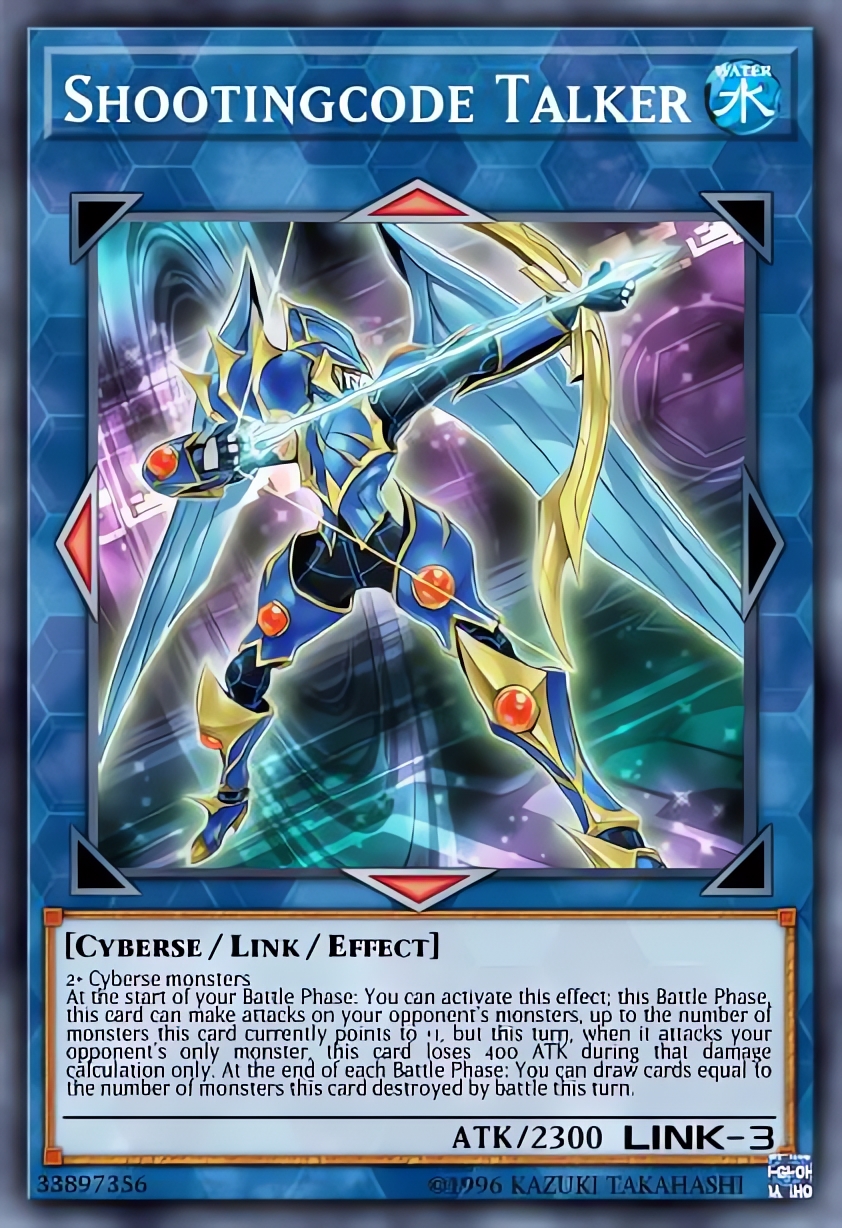 Shootingcode Talker
WATER
水
[Cyberse / Link / Effect]
2+ Cyberse monsters
At the start of your Battle Phase: You can activate this effect; this Battle Phase,
this card can make attacks on your opponent's monsters, up to the number of
monsters this card currently points to +1, but this turn, when it attacks your
opponent's only monster, this card loses 400 ATK during that damage
calculation only. At the end of each Battle Phase: You can draw cards equal to
the number of monsters this card destroyed by battle this turn.
ATK/2300 LINK-3
33897356 ©1996 KAZUKI TAKAHASHI